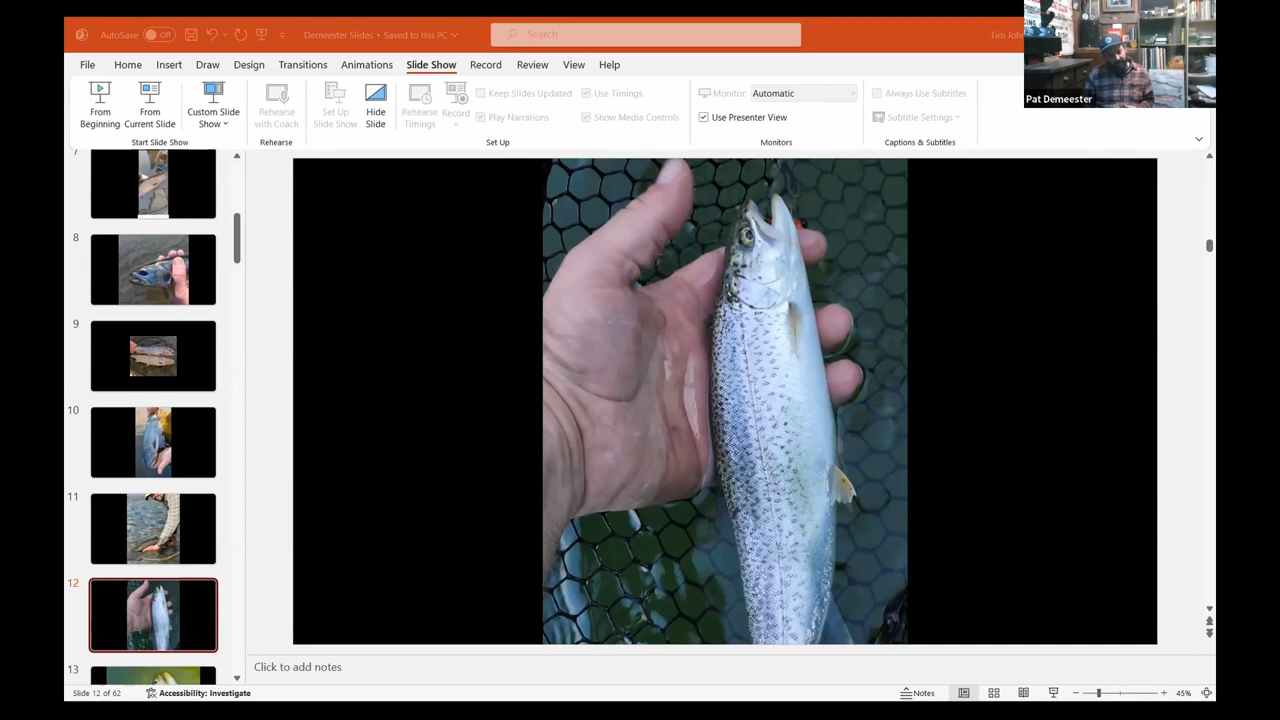 AutoSave Off Demeester Slides • Saved to this PC Search Tim Joh
File Home Insert Draw Design Transitions Animations Slide Show Record Review View Help
From Beginning
From Current Slide
Custom Slide Show
Start Slide Show
Rehearse with Coach
Rehearse
Set Up Slide Show
Hide Slide
Rehearse Timings
Record
Keep Slides Updated
Play Narrations
Use Timings
Show Media Controls
Set Up
Monitor: Automatic
Use Presenter View
Monitors
Always Use Subtitles
Subtitle Settings
Captions & Subtitles
Pat Demeester
7
8
9
10
11
12
13
Click to add notes
Slide 12 of 62 Accessibility: Investigate Notes 45%